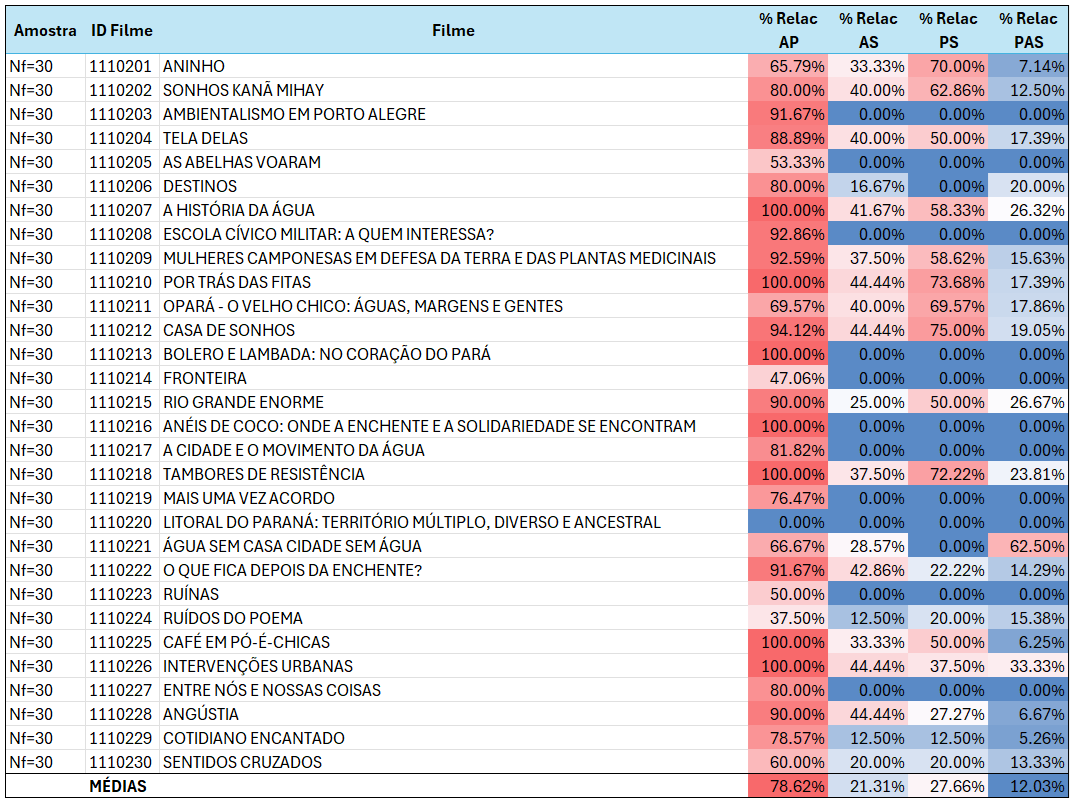 Amostra ID Filme Filme % Relac AP % Relac AS % Relac PS % Relac PAS
Nf=30 1110201 ANINHO 65.79% 33.33% 70.00% 7.14%
Nf=30 1110202 SONHOS KANÃ MIHAY 80.00% 40.00% 62.86% 12.50%
Nf=30 1110203 AMBIENTALISMO EM PORTO ALEGRE 91.67% 0.00% 0.00% 0.00%
Nf=30 1110204 TELA DELAS 88.89% 40.00% 50.00% 17.39%
Nf=30 1110205 AS ABELHAS VOARAM 53.33% 0.00% 0.00% 0.00%
Nf=30 1110206 DESTINOS 80.00% 16.67% 0.00% 20.00%
Nf=30 1110207 A HISTÓRIA DA ÁGUA 100.00% 41.67% 58.33% 26.32%
Nf=30 1110208 ESCOLA CÍVICO MILITAR: A QUEM INTERESSA? 92.86% 0.00% 0.00% 0.00%
Nf=30 1110209 MULHERES CAMPONESAS EM DEFESA DA TERRA E DAS PLANTAS MEDICINAIS 92.59% 37.50% 58.62% 15.63%
Nf=30 1110210 POR TRÁS DAS FITAS 100.00% 44.44% 73.68% 17.39%
Nf=30 1110211 OPARÁ - O VELHO CHICO: ÁGUAS, MARGENS E GENTES 69.57% 40.00% 69.57% 17.86%
Nf=30 1110212 CASA DE SONHOS 94.12% 44.44% 75.00% 19.05%
Nf=30 1110213 BOLERO E LAMBADA: NO CORAÇÃO DO PARÁ 100.00% 0.00% 0.00% 0.00%
Nf=30 1110214 FRONTEIRA 47.06% 0.00% 0.00% 0.00%
Nf=30 1110215 RIO GRANDE ENORME 90.00% 25.00% 50.00% 26.67%
Nf=30 1110216 ANÉIS DE COCO: ONDE A ENCHENTE E A SOLIDARIEDADE SE ENCONTRAM 100.00% 0.00% 0.00% 0.00%
Nf=30 1110217 A CIDADE E O MOVIMENTO DA ÁGUA 81.82% 0.00% 0.00% 0.00%
Nf=30 1110218 TAMBORES DE RESISTÊNCIA 100.00% 37.50% 72.22% 23.81%
Nf=30 1110219 MAIS UMA VEZ ACORDO 76.47% 0.00% 0.00% 0.00%
Nf=30 1110220 LITORAL DO PARANÁ: TERRITÓRIO MÚLTIPLO, DIVERSO E ANCESTRAL 0.00% 0.00% 0.00% 0.00%
Nf=30 1110221 ÁGUA SEM CASA CIDADE SEM ÁGUA 66.67% 28.57% 0.00% 62.50%
Nf=30 1110222 O QUE FICA DEPOIS DA ENCHENTE? 91.67% 42.86% 22.22% 14.29%
Nf=30 1110223 RUÍNAS 50.00% 0.00% 0.00% 0.00%
Nf=30 1110224 RUÍDOS DO POEMA 37.50% 12.50% 20.00% 15.38%
Nf=30 1110225 CAFÉ EM PÓ-É-CHICAS 100.00% 33.33% 50.00% 6.25%
Nf=30 1110226 INTERVENÇÕES URBANAS 100.00% 44.44% 37.50% 33.33%
Nf=30 1110227 ENTRE NÓS E NOSSAS COISAS 80.00% 0.00% 0.00% 0.00%
Nf=30 1110228 ANGÚSTIA 90.00% 44.44% 27.27% 6.67%
Nf=30 1110229 COTIDIANO ENCANTADO 78.57% 12.50% 12.50% 5.26%
Nf=30 1110230 SENTIDOS CRUZADOS 60.00% 20.00% 20.00% 13.33%
MÉDIAS 78.62% 21.31% 27.66% 12.03%